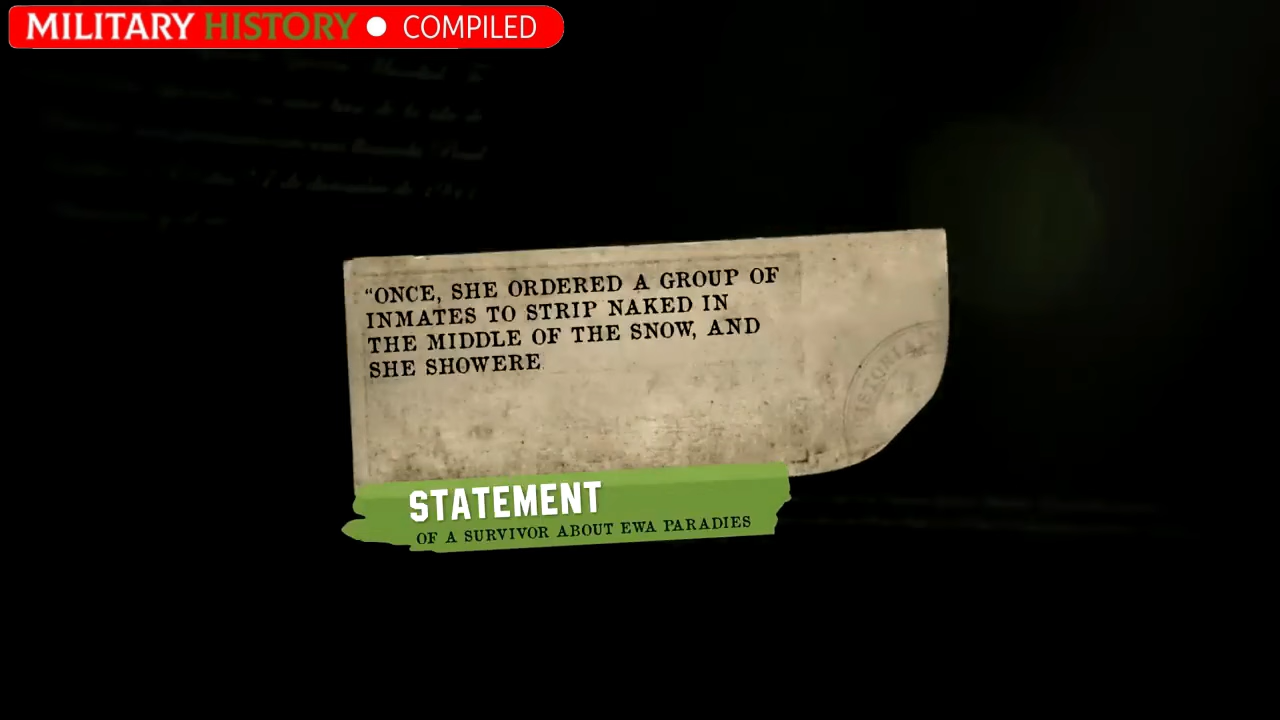 MILITARY HISTORY ● COMPILED
“ONCE, SHE ORDERED A GROUP OF
INMATES TO STRIP NAKED IN
THE MIDDLE OF THE SNOW, AND
SHE SHOWERE
STATEMENT
OF A SURVIVOR ABOUT EWA PARADIES